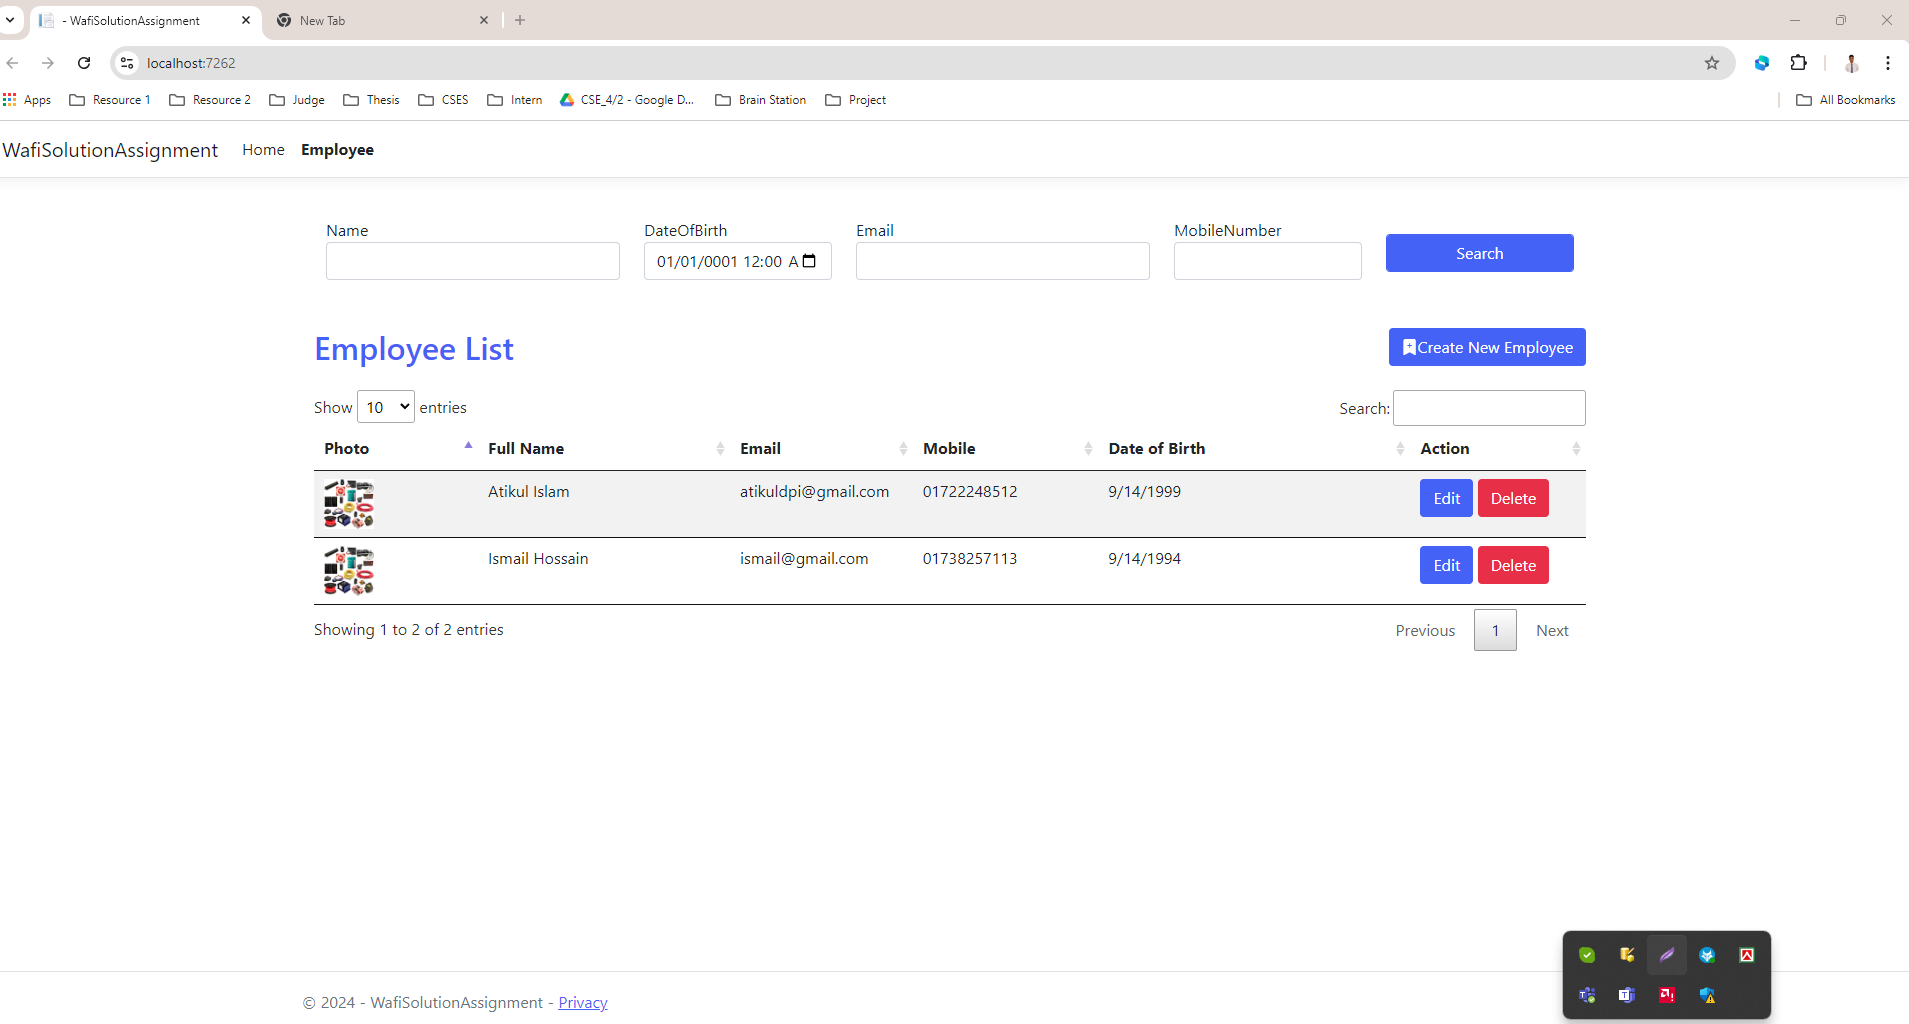 - WafiSolutionAssignment
New Tab
localhost:7262
Apps Resource 1 Resource 2 Judge Thesis CSES Intern CSE_4/2 - Google D... Brain Station Project All Bookmarks
WafiSolutionAssignment Home Employee
Name DateOfBirth Email MobileNumber
01/01/0001 12:00 A
Search
Employee List
Create New Employee
Show 10 entries
Search:
Photo Full Name Email Mobile Date of Birth Action
Atikul Islam atikuldpi@gmail.com 01722248512 9/14/1999 Edit Delete
Ismail Hossain ismail@gmail.com 01738257113 9/14/1994 Edit Delete
Showing 1 to 2 of 2 entries
Previous 1 Next
© 2024 - WafiSolutionAssignment - Privacy